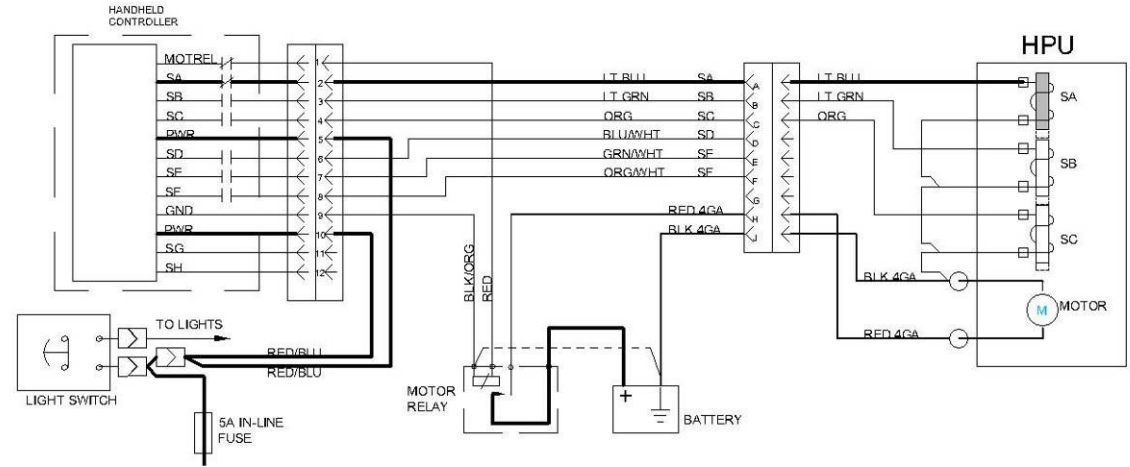 HANDHELD
CONTROLLER
HPU
MOTREL
SA
SB
SC
PWR
SD
SE
SF
GND
PWR
SG
SH
1
2
3
4
5
6
7
8
9
10
11
12
LT BLU SA
LT GRN SB
ORG SC
BLU/WHT SD
GRN/WHT SE
ORG/WHT SF
RED 4GA
BLK 4GA
A
B
C
D
E
F
G
H
J
LT BLU
LT GRN
ORG
SA
SB
SC
BLK 4GA
RED 4GA
M
MOTOR
BLK/ORG
RED
TO LIGHTS
RED/BLU
RED/BLU
LIGHT SWITCH
5A IN-LINE
FUSE
MOTOR
RELAY
+
BATTERY